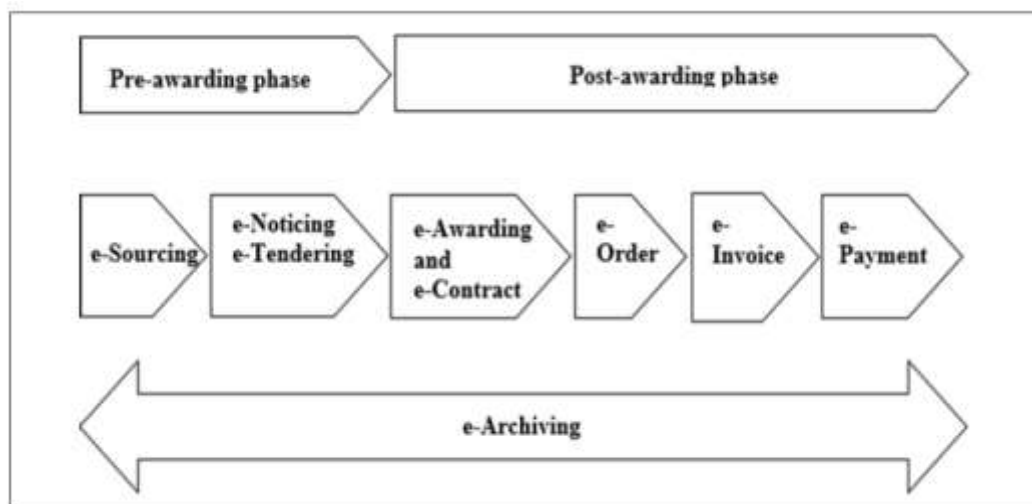 Pre-awarding phase
Post-awarding phase
e-Sourcing
e-Noticing
e-Tendering
e-Awarding
and
e-Contract
e-
Order
e-
Invoice
e-
Payment
e-Archiving